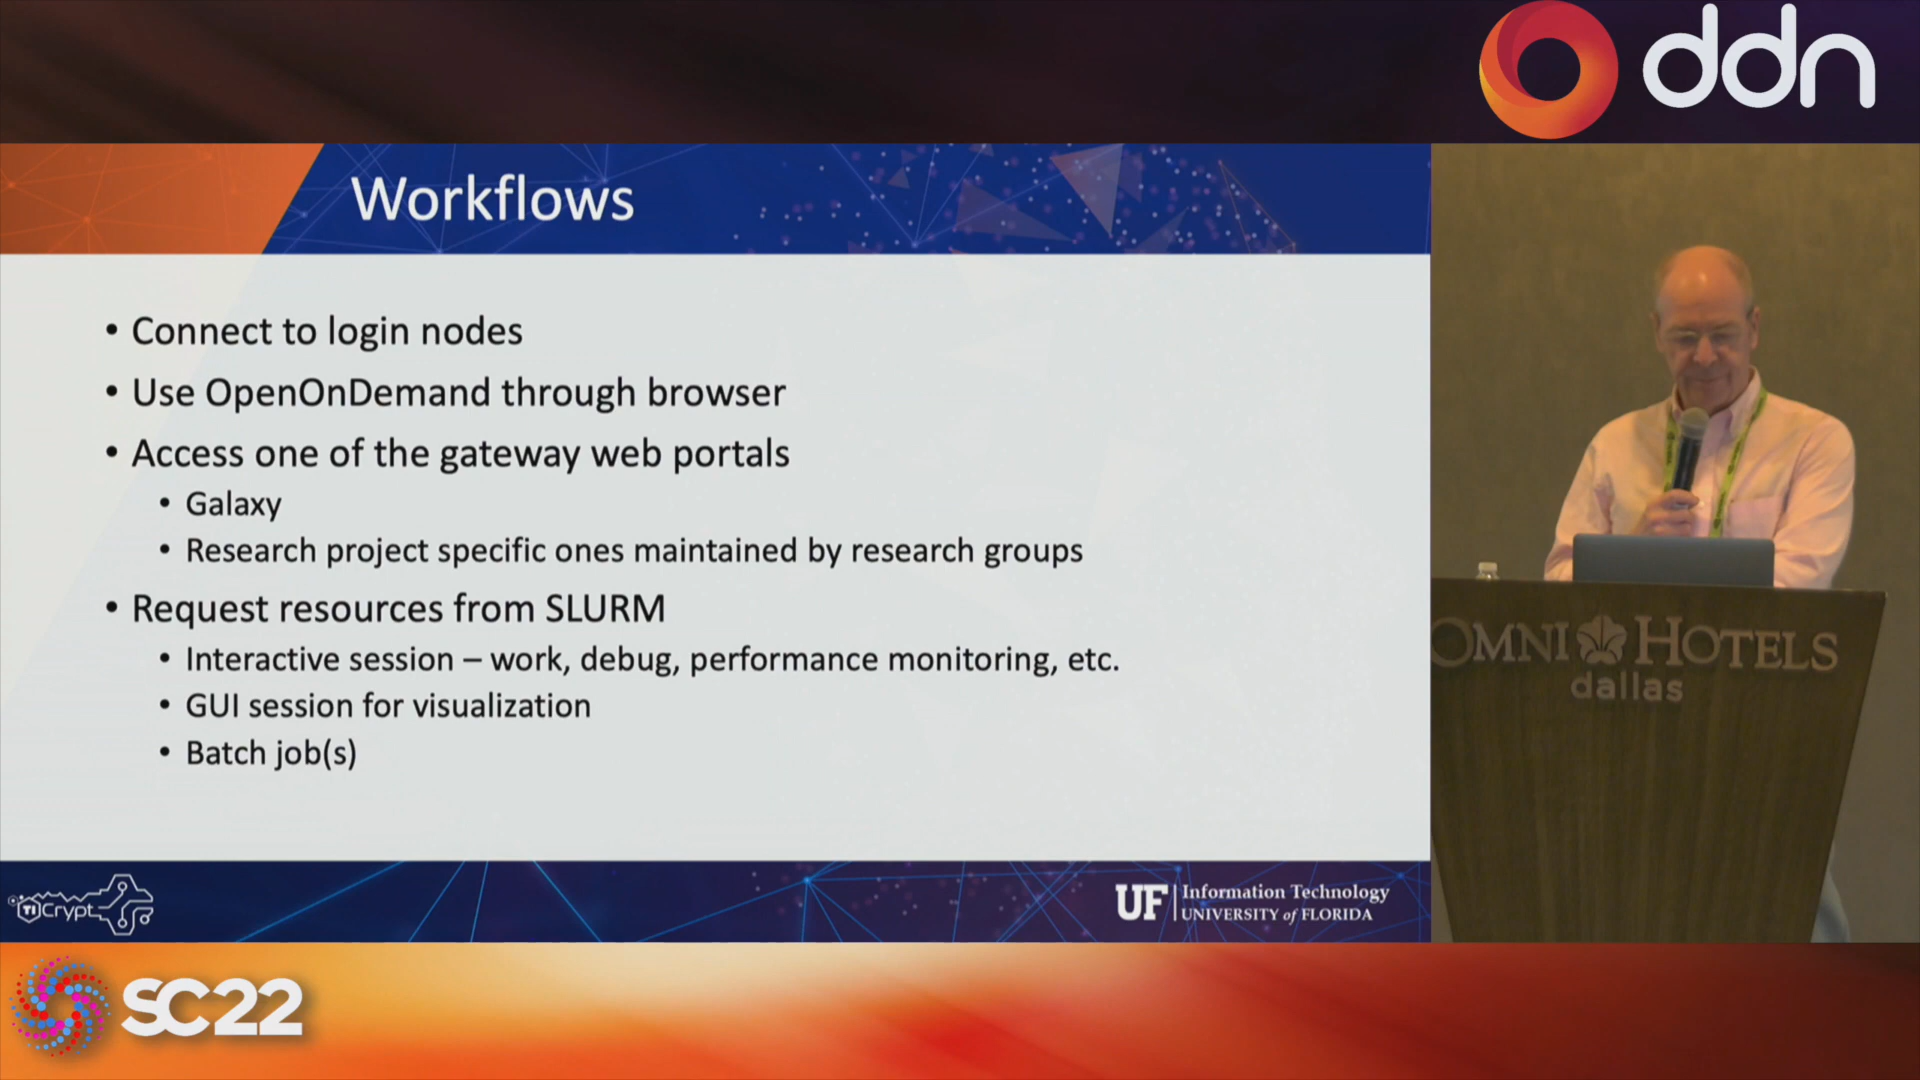 ddn
Workflows
• Connect to login nodes
• Use OpenOnDemand through browser
• Access one of the gateway web portals
• Galaxy
• Research project specific ones maintained by research groups
• Request resources from SLURM
• Interactive session – work, debug, performance monitoring, etc.
• GUI session for visualization
• Batch job(s)
TiCrypt
UF Information Technology
UNIVERSITY of FLORIDA
OMNI HOTELS
dallas
SC22